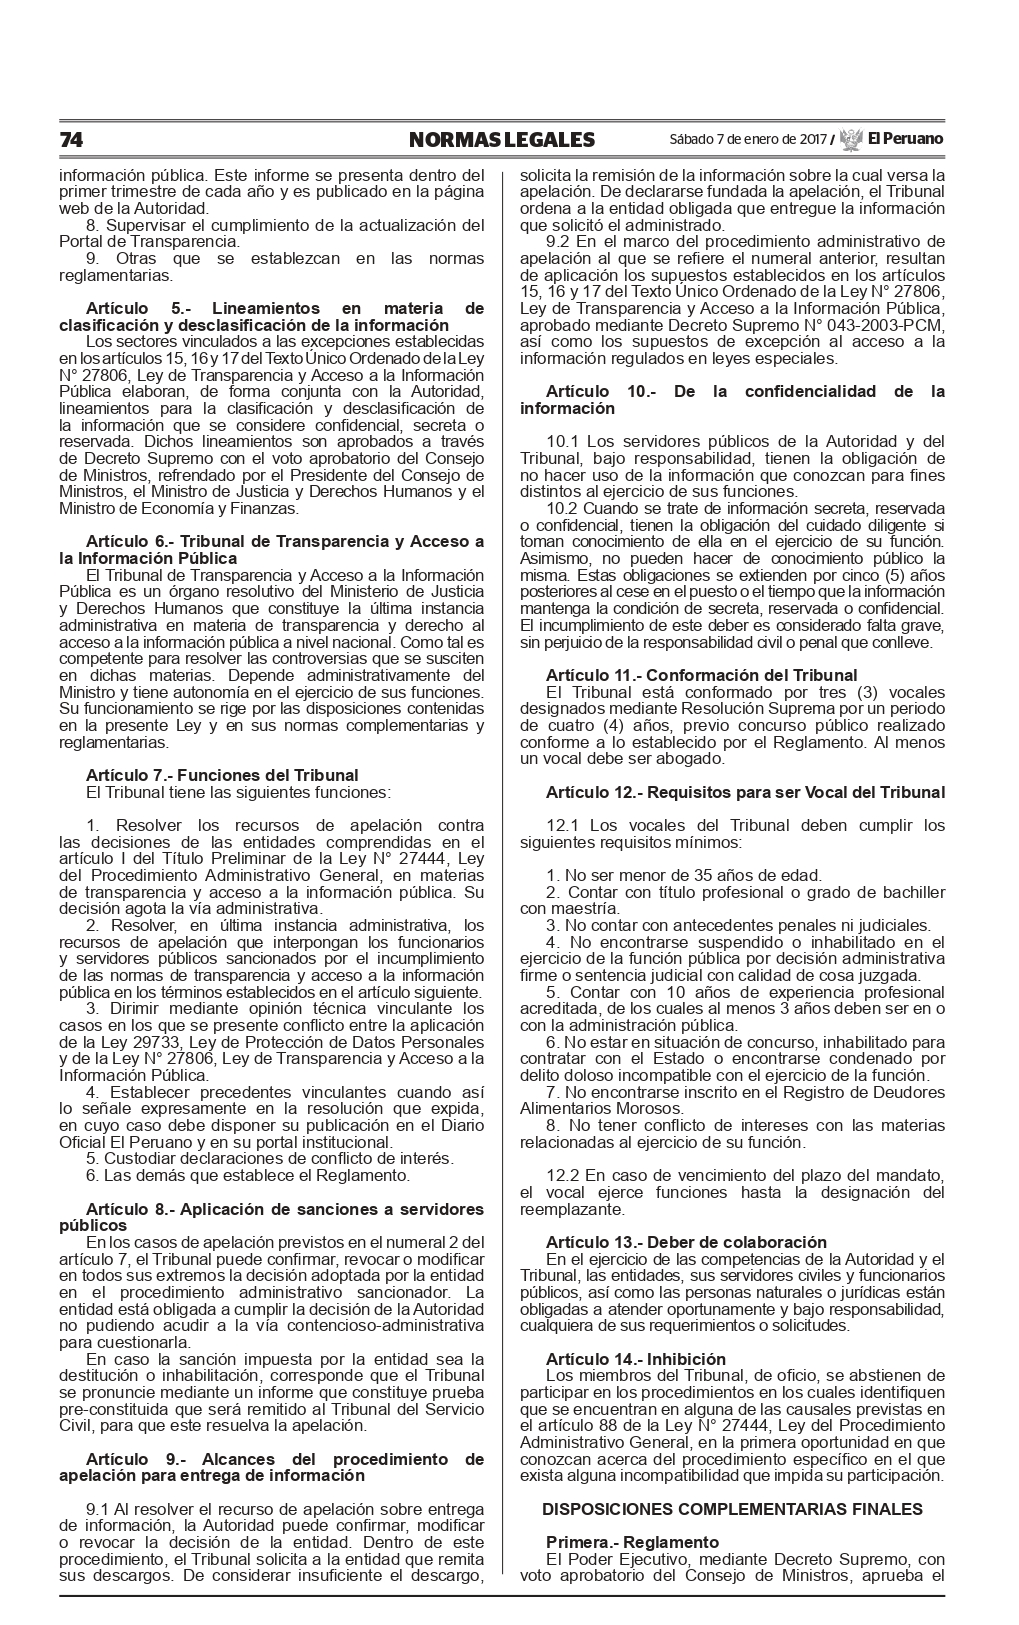 74
NORMAS LEGALES
Sábado 7 de enero de 2017 / El Peruano
información pública. Este informe se presenta dentro del
primer trimestre de cada año y es publicado en la página
web de la Autoridad.
8. Supervisar el cumplimiento de la actualización del
Portal de Transparencia.
9. Otras que se establezcan en las normas
reglamentarias.
Artículo 5.- Lineamientos en materia de
clasificación y desclasificación de la información
Los sectores vinculados a las excepciones establecidas
en los artículos 15, 16 y 17 del Texto Único Ordenado de la Ley
N° 27806, Ley de Transparencia y Acceso a la Información
Pública elaboran, de forma conjunta con la Autoridad,
lineamientos para la clasificación y desclasificación de
la información que se considere confidencial, secreta o
reservada. Dichos lineamientos son aprobados a través
de Decreto Supremo con el voto aprobatorio del Consejo
de Ministros, refrendado por el Presidente del Consejo de
Ministros, el Ministro de Justicia y Derechos Humanos y el
Ministro de Economía y Finanzas.
Artículo 6.- Tribunal de Transparencia y Acceso a
la Información Pública
El Tribunal de Transparencia y Acceso a la Información
Pública es un órgano resolutivo del Ministerio de Justicia
y Derechos Humanos que constituye la última instancia
administrativa en materia de transparencia y derecho al
acceso a la información pública a nivel nacional. Como tal es
competente para resolver las controversias que se susciten
en dichas materias. Depende administrativamente del
Ministro y tiene autonomía en el ejercicio de sus funciones.
Su funcionamiento se rige por las disposiciones contenidas
en la presente Ley y en sus normas complementarias y
reglamentarias.
Artículo 7.- Funciones del Tribunal
El Tribunal tiene las siguientes funciones:
1. Resolver los recursos de apelación contra
las decisiones de las entidades comprendidas en el
artículo I del Título Preliminar de la Ley N° 27444, Ley
del Procedimiento Administrativo General, en materias
de transparencia y acceso a la información pública. Su
decisión agota la vía administrativa.
2. Resolver, en última instancia administrativa, los
recursos de apelación que interpongan los funcionarios
y servidores públicos sancionados por el incumplimiento
de las normas de transparencia y acceso a la información
pública en los términos establecidos en el artículo siguiente.
3. Dirimir mediante opinión técnica vinculante los
casos en los que se presente conflicto entre la aplicación
de la Ley 29733, Ley de Protección de Datos Personales
y de la Ley N° 27806, Ley de Transparencia y Acceso a la
Información Pública.
4. Establecer precedentes vinculantes cuando así
lo señale expresamente en la resolución que expida,
en cuyo caso debe disponer su publicación en el Diario
Oficial El Peruano y en su portal institucional.
5. Custodiar declaraciones de conflicto de interés.
6. Las demás que establece el Reglamento.
Artículo 8.- Aplicación de sanciones a servidores
públicos
En los casos de apelación previstos en el numeral 2 del
artículo 7, el Tribunal puede confirmar, revocar o modificar
en todos sus extremos la decisión adoptada por la entidad
en el procedimiento administrativo sancionador. La
entidad está obligada a cumplir la decisión de la Autoridad
no pudiendo acudir a la vía contencioso-administrativa
para cuestionarla.
En caso la sanción impuesta por la entidad sea la
destitución o inhabilitación, corresponde que el Tribunal
se pronuncie mediante un informe que constituye prueba
pre-constituida que será remitido al Tribunal del Servicio
Civil, para que este resuelva la apelación.
Artículo 9.- Alcances del procedimiento de
apelación para entrega de información
9.1 Al resolver el recurso de apelación sobre entrega
de información, la Autoridad puede confirmar, modificar
o revocar la decisión de la entidad. Dentro de este
procedimiento, el Tribunal solicita a la entidad que remita
sus descargos. De considerar insuficiente el descargo,
solicita la remisión de la información sobre la cual versa la
apelación. De declararse fundada la apelación, el Tribunal
ordena a la entidad obligada que entregue la información
que solicitó el administrado.
9.2 En el marco del procedimiento administrativo de
apelación al que se refiere el numeral anterior, resultan
de aplicación los supuestos establecidos en los artículos
15, 16 y 17 del Texto Único Ordenado de la Ley N° 27806,
Ley de Transparencia y Acceso a la Información Pública,
aprobado mediante Decreto Supremo N° 043-2003-PCM,
así como los supuestos de excepción al acceso a la
información regulados en leyes especiales.
Artículo 10.- De la confidencialidad de la
información
10.1 Los servidores públicos de la Autoridad y del
Tribunal, bajo responsabilidad, tienen la obligación de
no hacer uso de la información que conozcan para fines
distintos al ejercicio de sus funciones.
10.2 Cuando se trate de información secreta, reservada
o confidencial, tienen la obligación del cuidado diligente si
toman conocimiento de ella en el ejercicio de su función.
Asimismo, no pueden hacer de conocimiento público la
misma. Estas obligaciones se extienden por cinco (5) años
posteriores al cese en el puesto o el tiempo que la información
mantenga la condición de secreta, reservada o confidencial.
El incumplimiento de este deber es considerado falta grave,
sin perjuicio de la responsabilidad civil o penal que conlleve.
Artículo 11.- Conformación del Tribunal
El Tribunal está conformado por tres (3) vocales
designados mediante Resolución Suprema por un periodo
de cuatro (4) años, previo concurso público realizado
conforme a lo establecido por el Reglamento. Al menos
un vocal debe ser abogado.
Artículo 12.- Requisitos para ser Vocal del Tribunal
12.1 Los vocales del Tribunal deben cumplir los
siguientes requisitos mínimos:
1. No ser menor de 35 años de edad.
2. Contar con título profesional o grado de bachiller
con maestría.
3. No contar con antecedentes penales ni judiciales.
4. No encontrarse suspendido o inhabilitado en el
ejercicio de la función pública por decisión administrativa
firme o sentencia judicial con calidad de cosa juzgada.
5. Contar con 10 años de experiencia profesional
acreditada, de los cuales al menos 3 años deben ser en o
con la administración pública.
6. No estar en situación de concurso, inhabilitado para
contratar con el Estado o encontrarse condenado por
delito doloso incompatible con el ejercicio de la función.
7. No encontrarse inscrito en el Registro de Deudores
Alimentarios Morosos.
8. No tener conflicto de intereses con las materias
relacionadas al ejercicio de su función.
12.2 En caso de vencimiento del plazo del mandato,
el vocal ejerce funciones hasta la designación del
reemplazante.
Artículo 13.- Deber de colaboración
En el ejercicio de las competencias de la Autoridad y el
Tribunal, las entidades, sus servidores civiles y funcionarios
públicos, así como las personas naturales o jurídicas están
obligadas a atender oportunamente y bajo responsabilidad,
cualquiera de sus requerimientos o solicitudes.
Artículo 14.- Inhibición
Los miembros del Tribunal, de oficio, se abstienen de
participar en los procedimientos en los cuales identifiquen
que se encuentran en alguna de las causales previstas en
el artículo 88 de la Ley N° 27444, Ley del Procedimiento
Administrativo General, en la primera oportunidad en que
conozcan acerca del procedimiento específico en el que
exista alguna incompatibilidad que impida su participación.
DISPOSICIONES COMPLEMENTARIAS FINALES
Primera.- Reglamento
El Poder Ejecutivo, mediante Decreto Supremo, con
voto aprobatorio del Consejo de Ministros, aprueba el